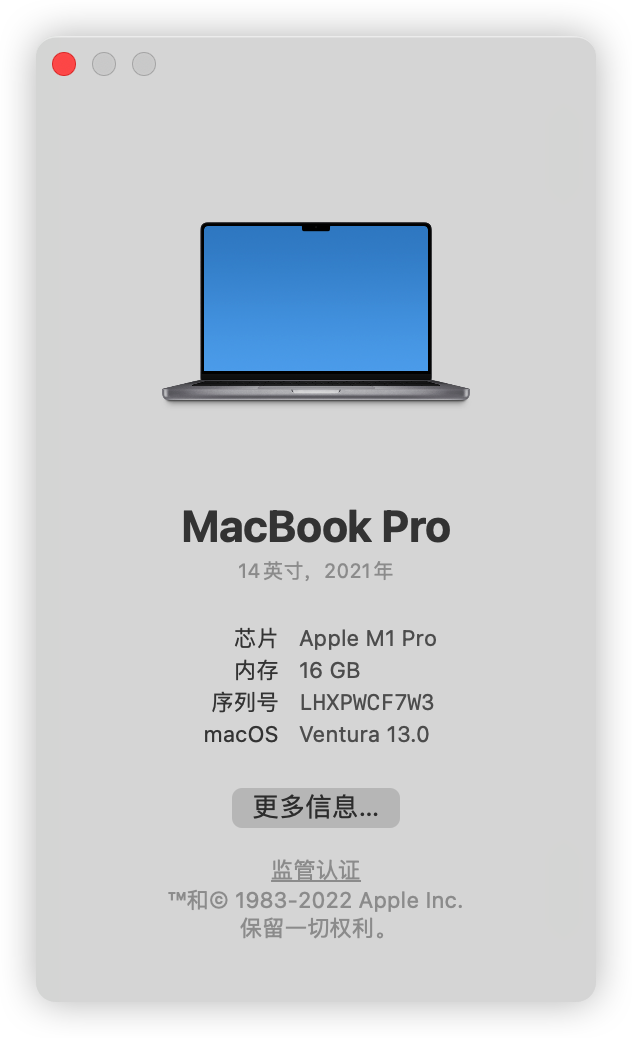 MacBook Pro
14英寸，2021年
芯片 Apple M1 Pro
内存 16 GB
序列号 LHXPWCF7W3
macOS Ventura 13.0
更多信息...
监管认证
™和© 1983-2022 Apple Inc.
保留一切权利。